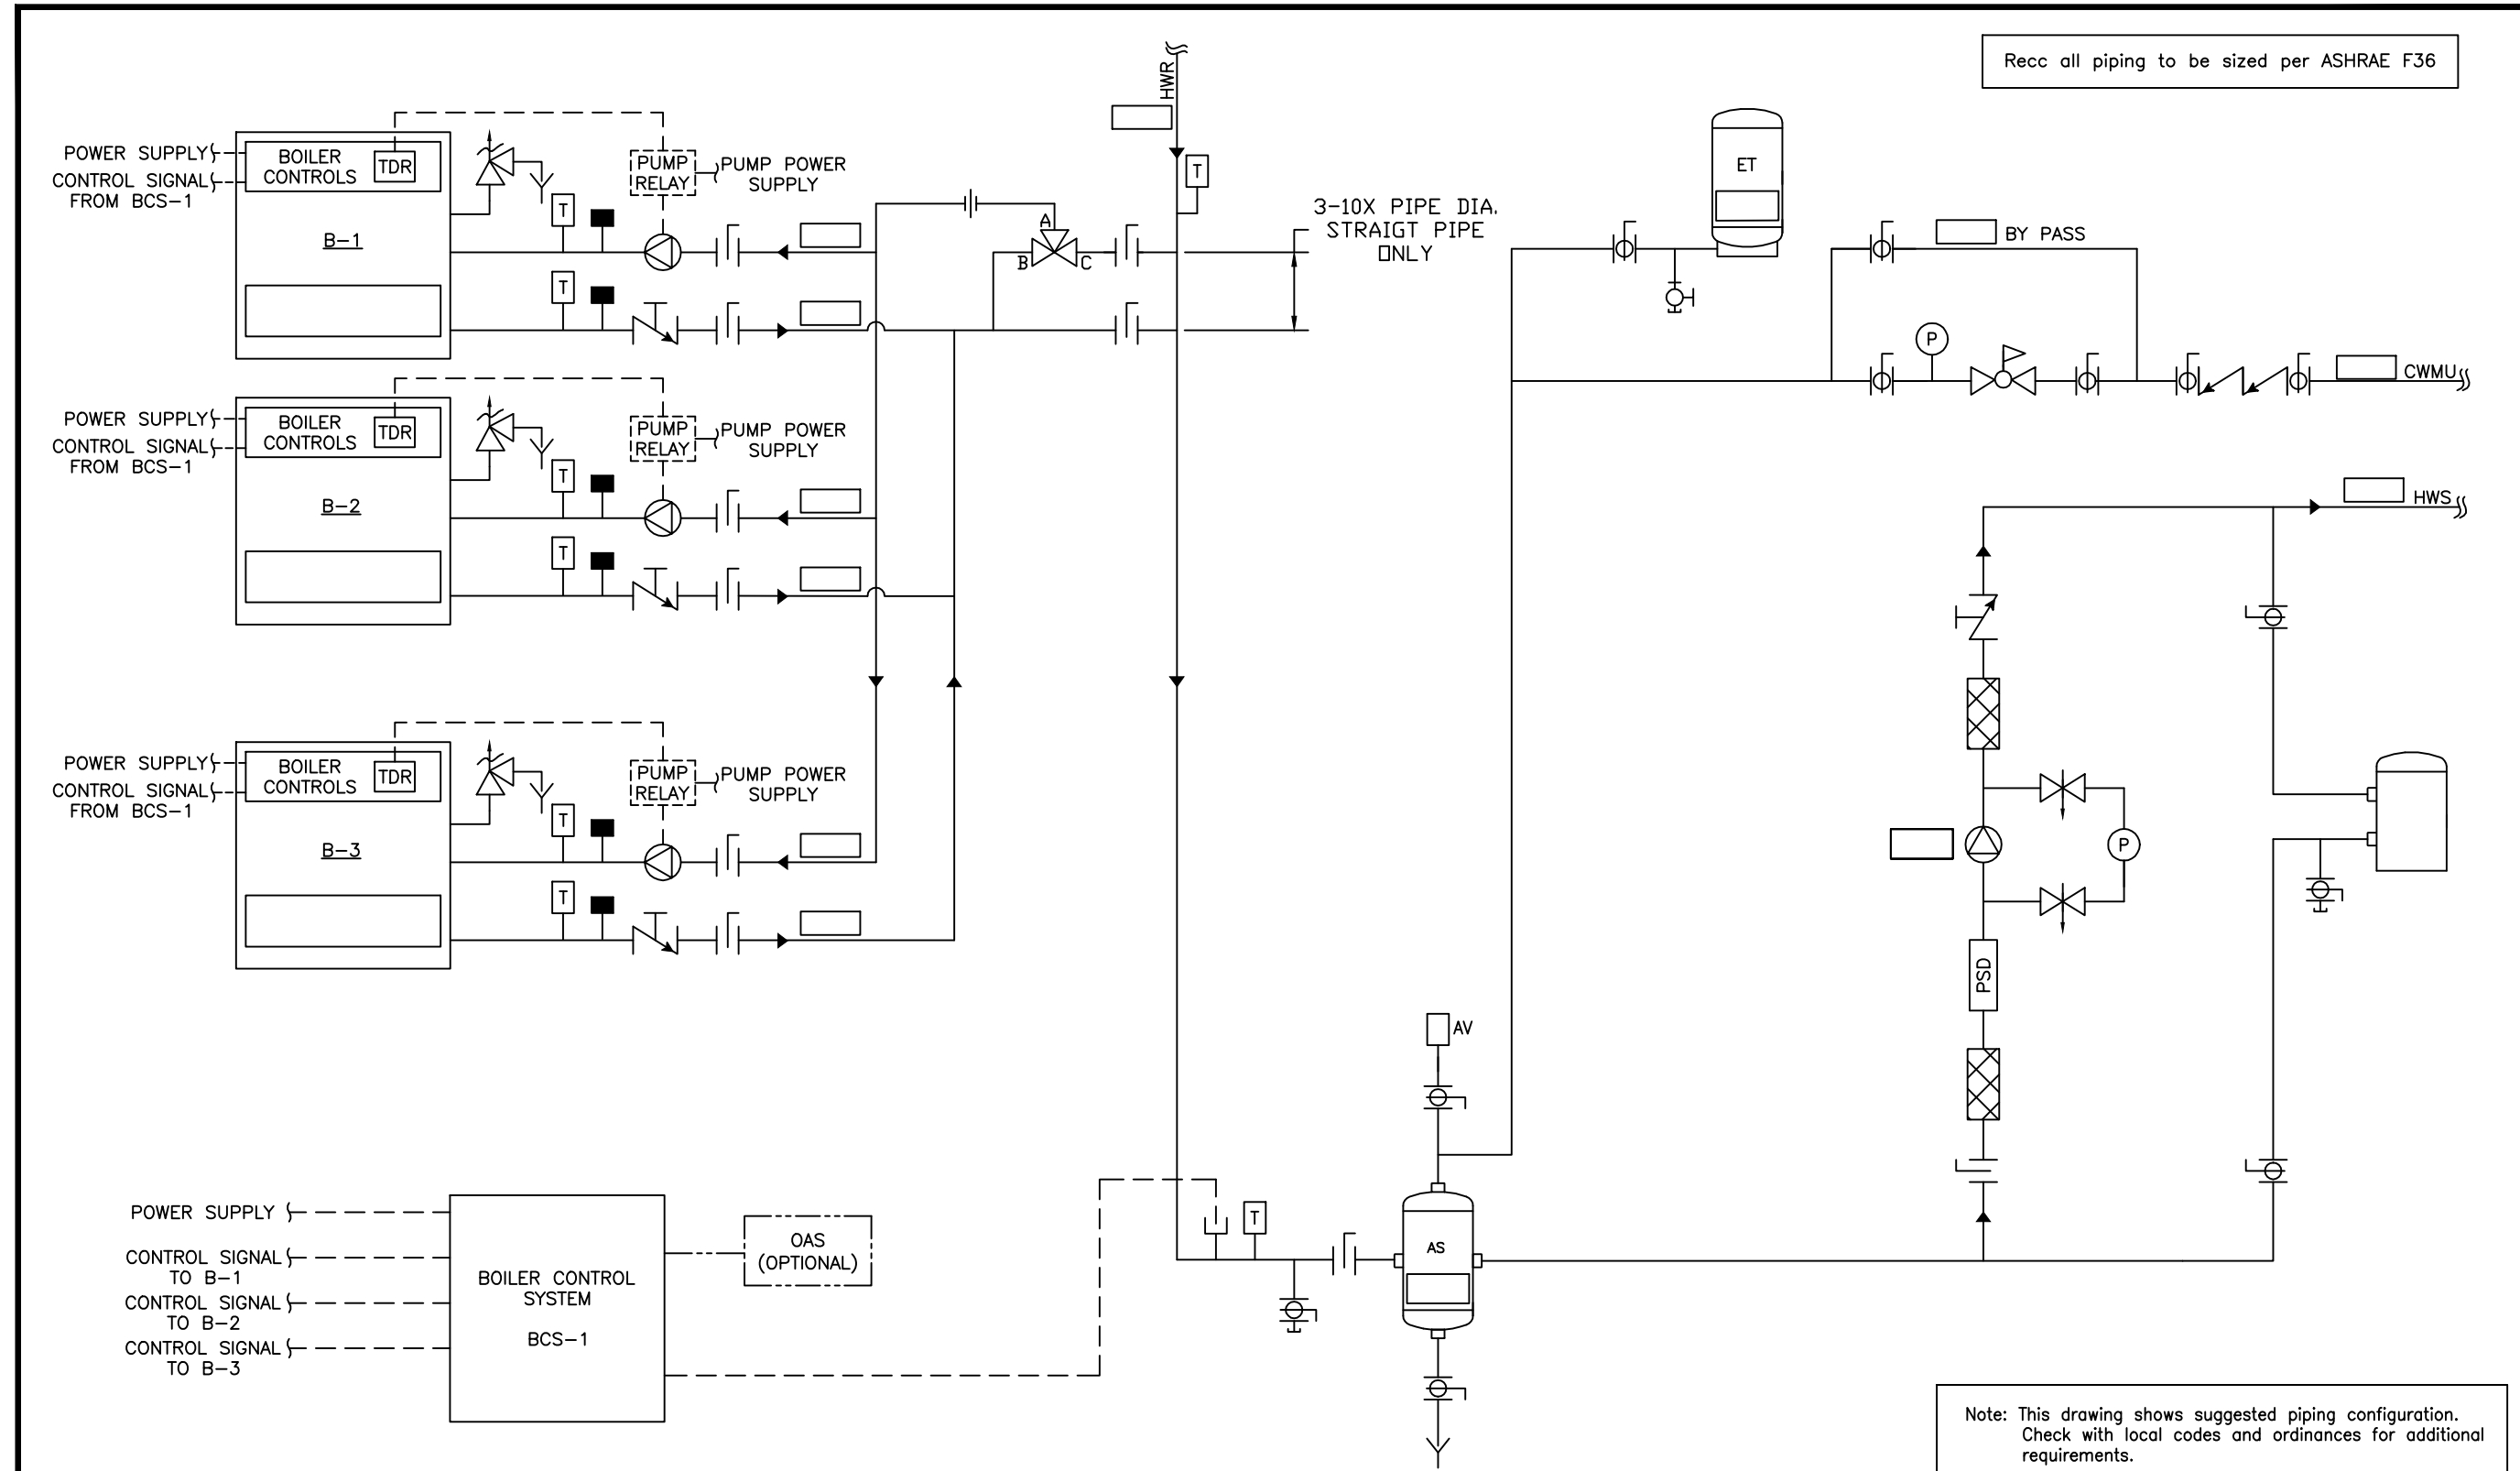 Recc all piping to be sized per ASHRAE F36
HWR
POWER SUPPLY
CONTROL SIGNAL
FROM BCS-1
BOILER
CONTROLS
TDR
B-1
PUMP
RELAY
PUMP POWER
SUPPLY
T
T
A
B
C
T
3-10X PIPE DIA.
STRAIGT PIPE
ONLY
ET
BY PASS
P
CWMU
POWER SUPPLY
CONTROL SIGNAL
FROM BCS-1
BOILER
CONTROLS
TDR
B-2
PUMP
RELAY
PUMP POWER
SUPPLY
T
T
HWS
POWER SUPPLY
CONTROL SIGNAL
FROM BCS-1
BOILER
CONTROLS
TDR
B-3
PUMP
RELAY
PUMP POWER
SUPPLY
T
T
P
PSD
AV
POWER SUPPLY
CONTROL SIGNAL
TO B-1
CONTROL SIGNAL
TO B-2
CONTROL SIGNAL
TO B-3
BOILER CONTROL
SYSTEM
BCS-1
OAS
(OPTIONAL)
T
AS
Note: This drawing shows suggested piping configuration.
Check with local codes and ordinances for additional
requirements.